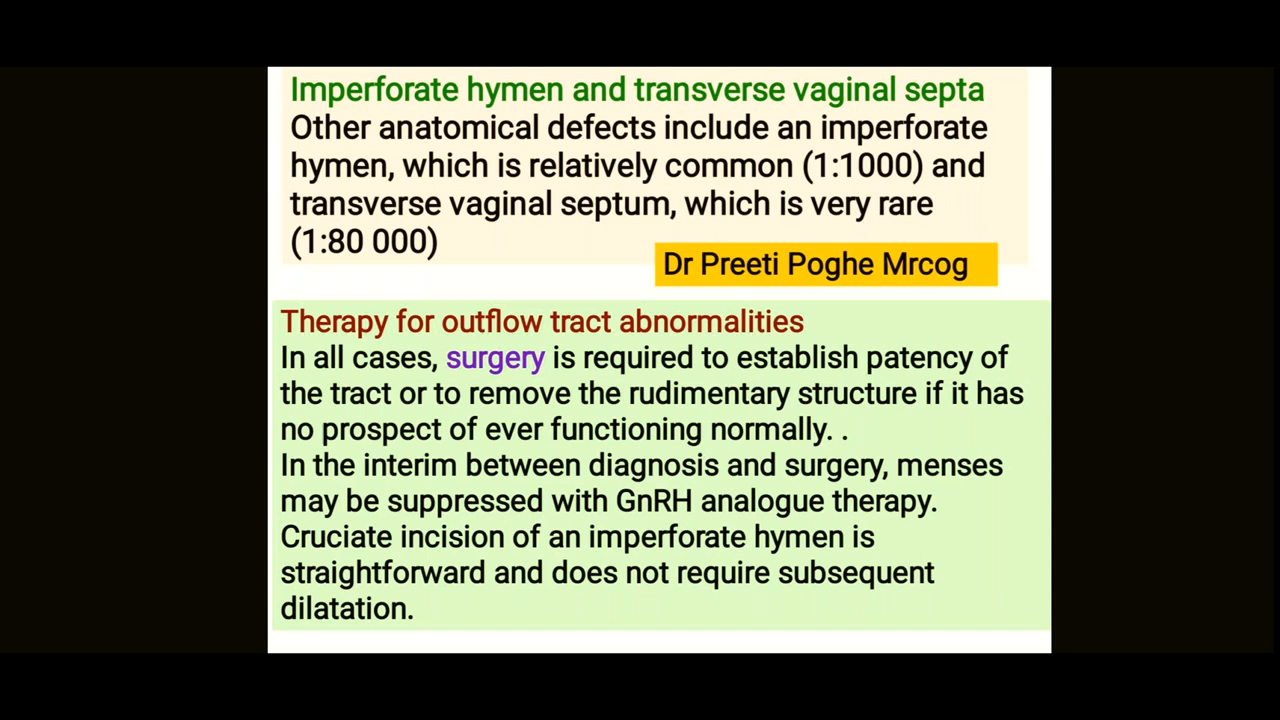 Imperforate hymen and transverse vaginal septa
Other anatomical defects include an imperforate
hymen, which is relatively common (1:1000) and
transverse vaginal septum, which is very rare
(1:80 000)
Dr Preeti Poghe Mrcog
Therapy for outflow tract abnormalities
In all cases, surgery is required to establish patency of
the tract or to remove the rudimentary structure if it has
no prospect of ever functioning normally. .
In the interim between diagnosis and surgery, menses
may be suppressed with GnRH analogue therapy.
Cruciate incision of an imperforate hymen is
straightforward and does not require subsequent
dilatation.